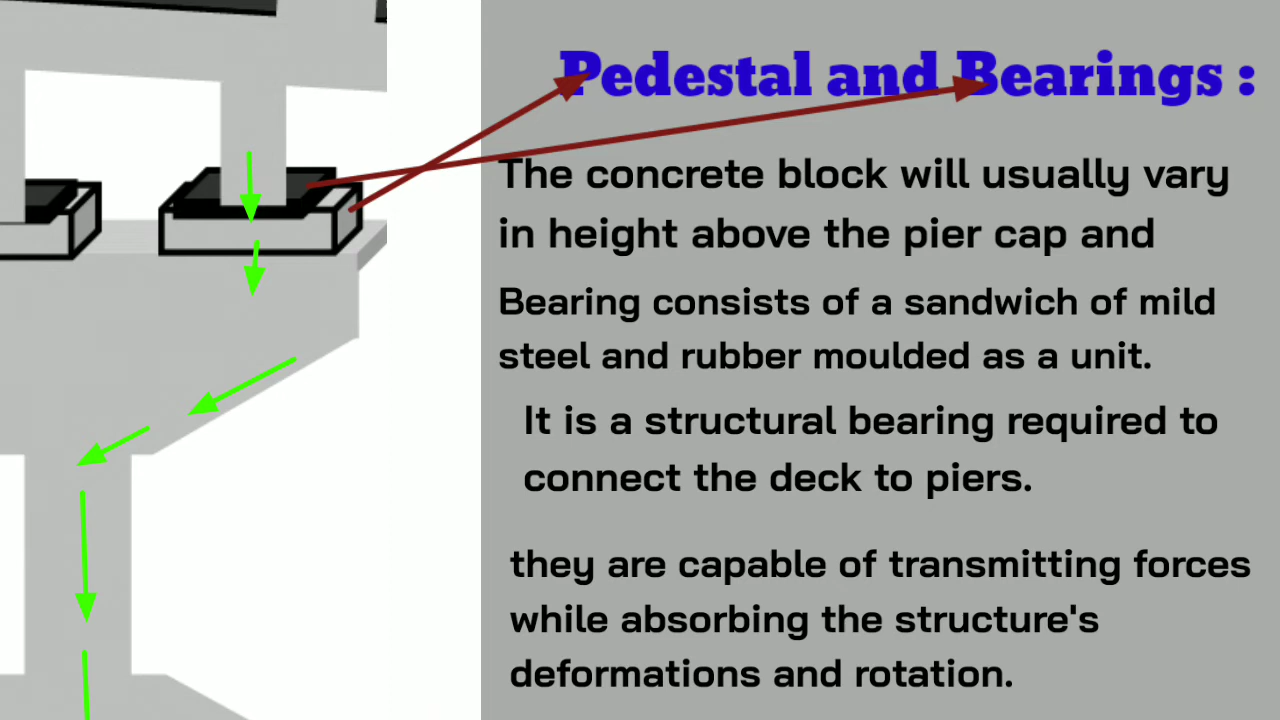 Pedestal and Bearings :
The concrete block will usually vary
in height above the pier cap and
Bearing consists of a sandwich of mild
steel and rubber moulded as a unit.
It is a structural bearing required to
connect the deck to piers.
they are capable of transmitting forces
while absorbing the structure's
deformations and rotation.